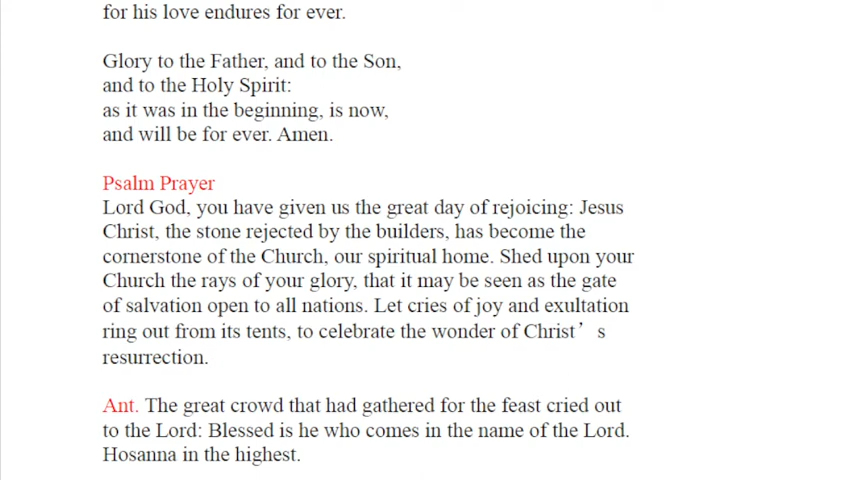 for his love endures for ever.
Glory to the Father, and to the Son,
and to the Holy Spirit:
as it was in the beginning, is now,
and will be for ever. Amen.
Psalm Prayer
Lord God, you have given us the great day of rejoicing: Jesus
Christ, the stone rejected by the builders, has become the
cornerstone of the Church, our spiritual home. Shed upon your
Church the rays of your glory, that it may be seen as the gate
of salvation open to all nations. Let cries of joy and exultation
ring out from its tents, to celebrate the wonder of Christ’s
resurrection.
Ant. The great crowd that had gathered for the feast cried out
to the Lord: Blessed is he who comes in the name of the Lord.
Hosanna in the highest.